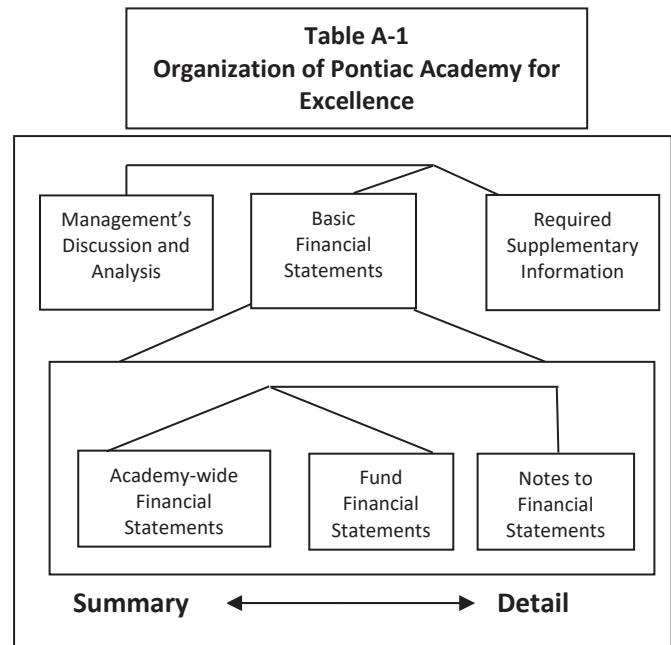 Table A-1
Organization of Pontiac Academy for
Excellence
Management’s
Discussion and
Analysis
Basic
Financial
Statements
Required
Supplementary
Information
Academy-wide
Financial
Statements
Fund
Financial
Statements
Notes to
Financial
Statements
Summary
Detail